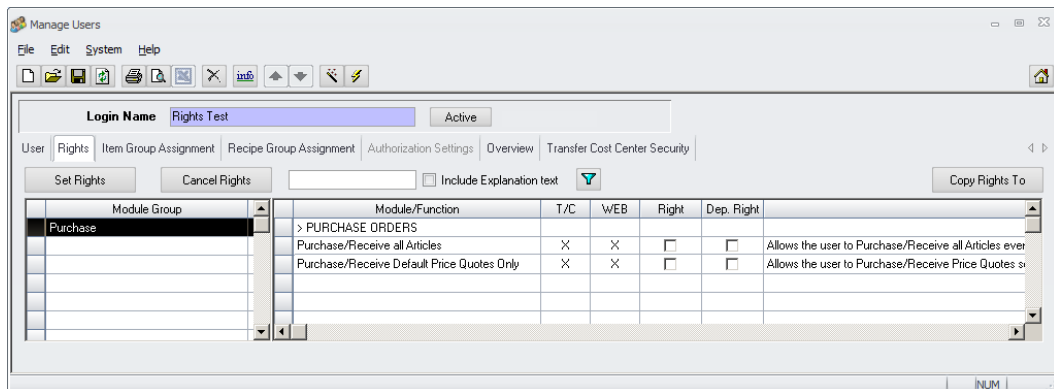 Manage Users
File Edit System Help
info
Login Name Rights Test Active
User Rights Item Group Assignment Recipe Group Assignment Authorization Settings Overview Transfer Cost Center Security
Set Rights Cancel Rights Include Explanation text Copy Rights To
Module Group Module/Function T/C WEB Right Dep. Right
Purchase > PURCHASE ORDERS
Purchase/Receive all Articles X X Allows the user to Purchase/Receive all Articles ever
Purchase/Receive Default Price Quotes Only X X Allows the user to Purchase/Receive Price Quotes
NUM